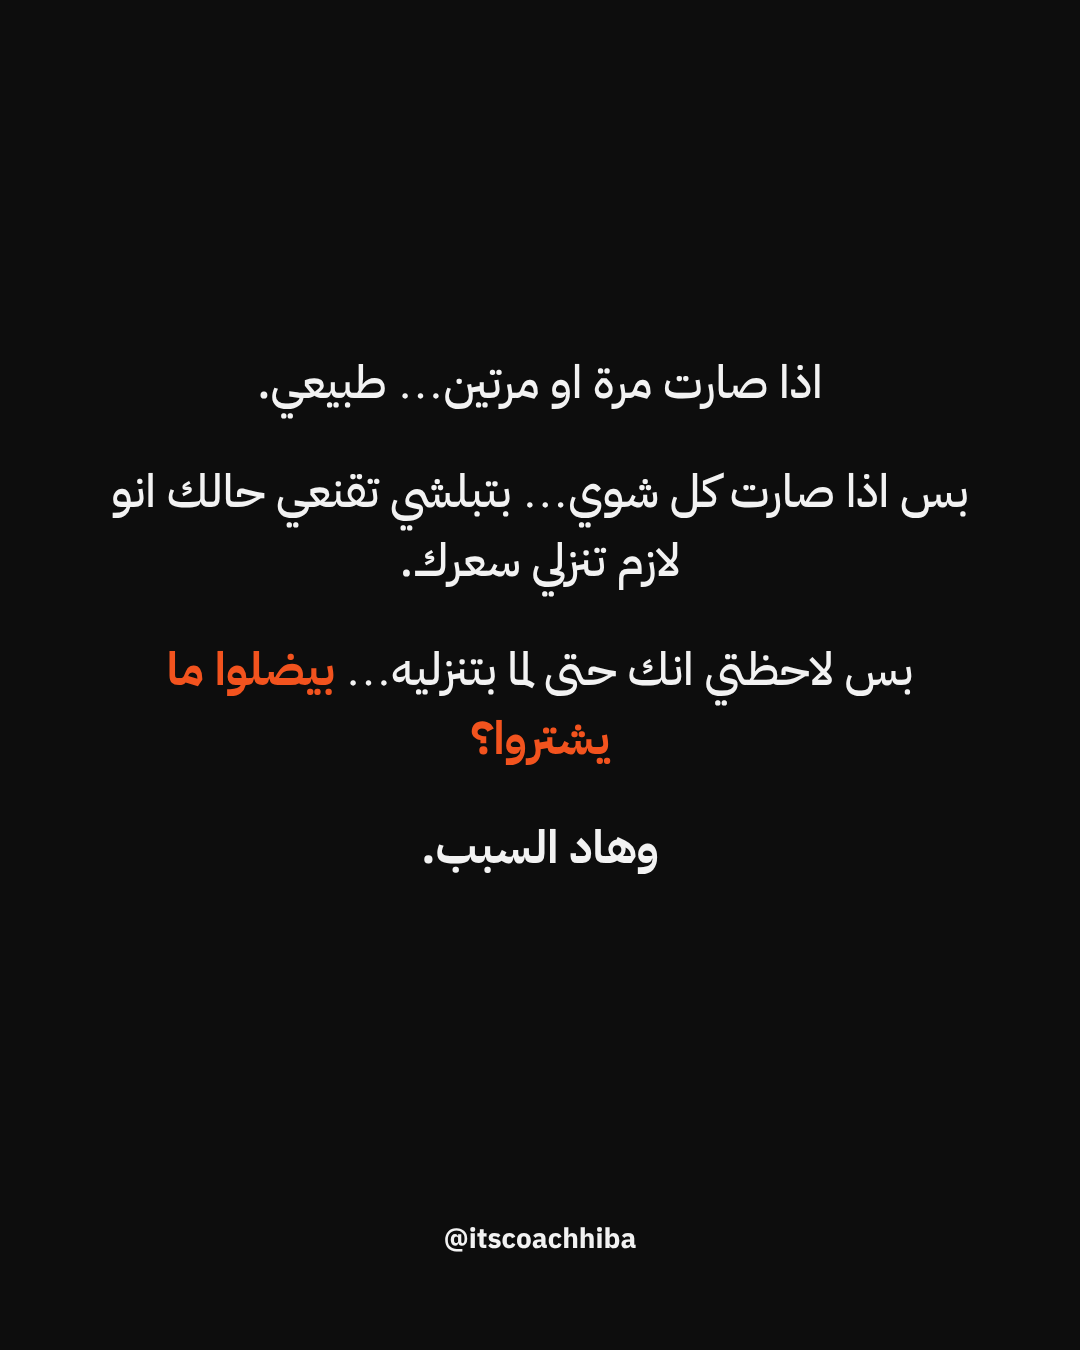 اذا صارت مرة او مرتين... طبيعي.
بس اذا صارت كل شوي... بتبلشي تقنعي حالك انو
لازم تنزلي سعرك.
بس لاحظتي انك حتى لما بتنزليه... بيضلوا ما
يشتروا؟
وهاد السبب.
@itscoachhiba